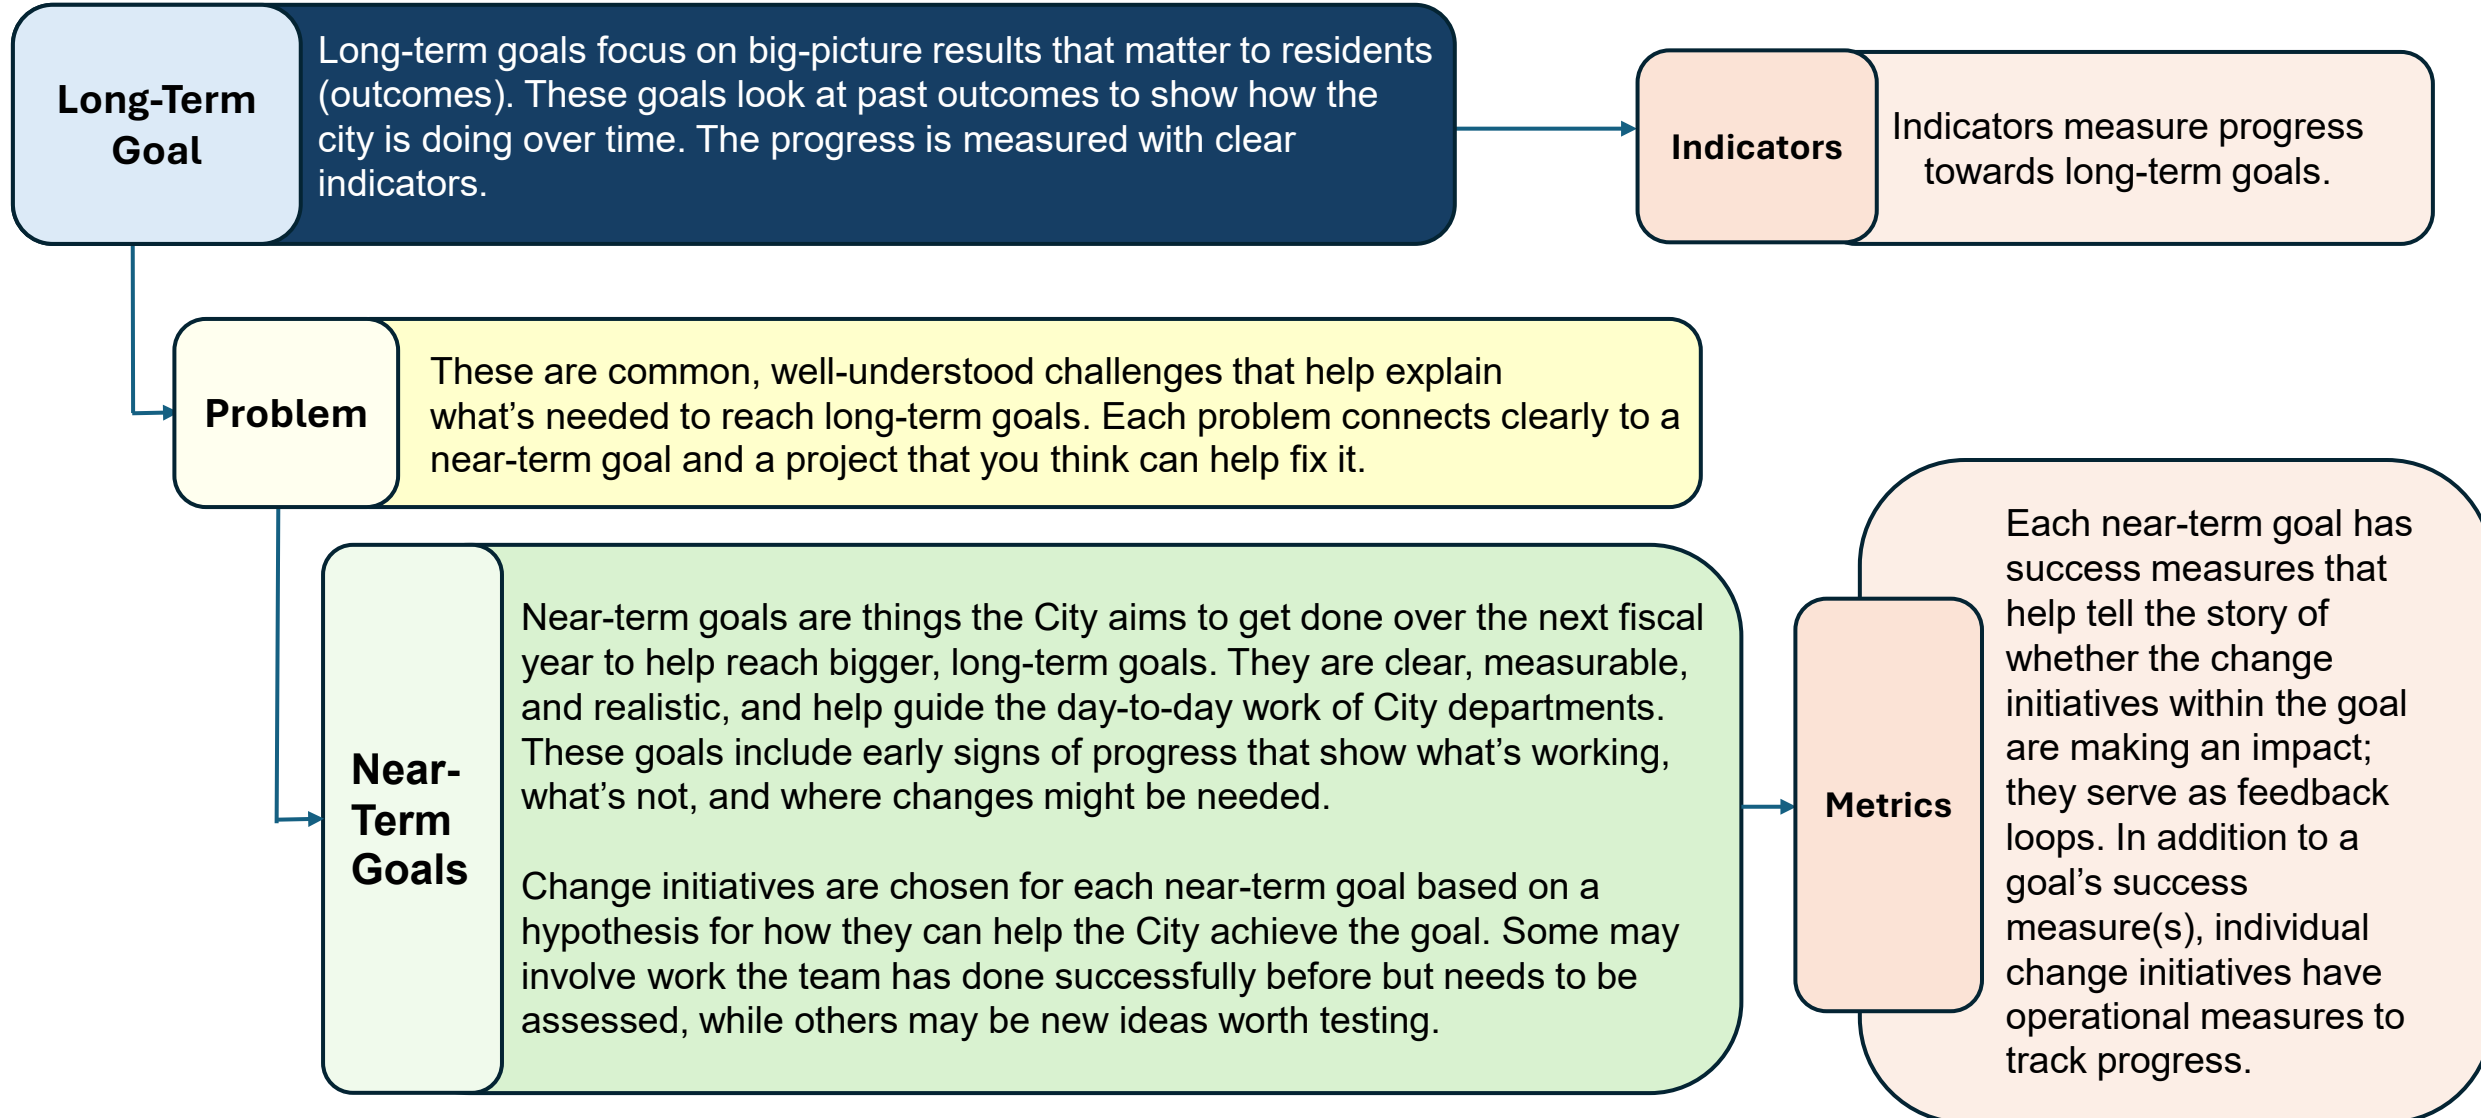 Long-Term
Goal
Long-term goals focus on big-picture results that matter to residents
(outcomes). These goals look at past outcomes to show how the
city is doing over time. The progress is measured with clear
indicators.
Indicators
Indicators measure progress
towards long-term goals.
Problem
These are common, well-understood challenges that help explain
what’s needed to reach long-term goals. Each problem connects clearly to a
near-term goal and a project that you think can help fix it.
Near-
Term
Goals
Near-term goals are things the City aims to get done over the next fiscal
year to help reach bigger, long-term goals. They are clear, measurable,
and realistic, and help guide the day-to-day work of City departments.
These goals include early signs of progress that show what’s working,
what’s not, and where changes might be needed.
Change initiatives are chosen for each near-term goal based on a
hypothesis for how they can help the City achieve the goal. Some may
involve work the team has done successfully before but needs to be
assessed, while others may be new ideas worth testing.
Metrics
Each near-term goal has
success measures that
help tell the story of
whether the change
initiatives within the goal
are making an impact;
they serve as feedback
loops. In addition to a
goal’s success
measure(s), individual
change initiatives have
operational measures to
track progress.